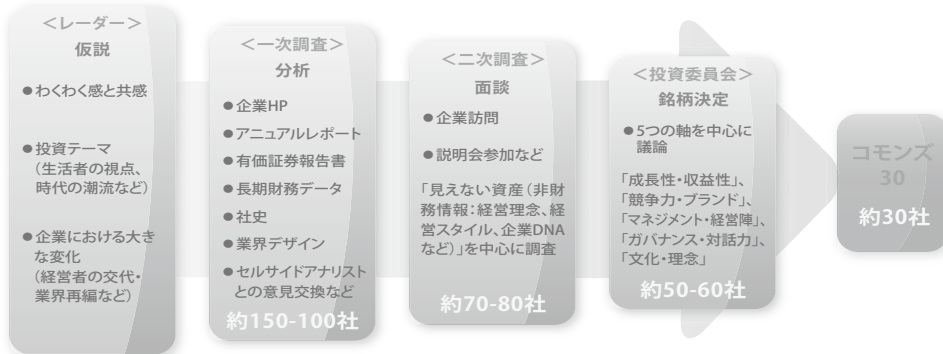 ＜レーダー＞
仮説
●わくわく感と共感
●投資テーマ
（生活者の視点、
時代の潮流など）
●企業における大き
な変化
（経営者の交代・
業界再編など）
＜一次調査＞
分析
●企業HP
●アニュアルレポート
●有価証券報告書
●長期財務データ
●社史
●業界デザイン
●セルサイドアナリスト
との意見交換など
約150-100社
＜二次調査＞
面談
●企業訪問
●説明会参加など
「見えない資産（非財
務情報：経営理念、経
営スタイル、企業DNA
など）」を中心に調査
約70-80社
＜投資委員会＞
銘柄決定
●5つの軸を中心に
議論
「成長性・収益性」、
「競争力・ブランド」、
「マネジメント・経営陣」、
「ガバナンス・対話力」、
「文化・理念」
約50-60社
コモンズ
30
約30社